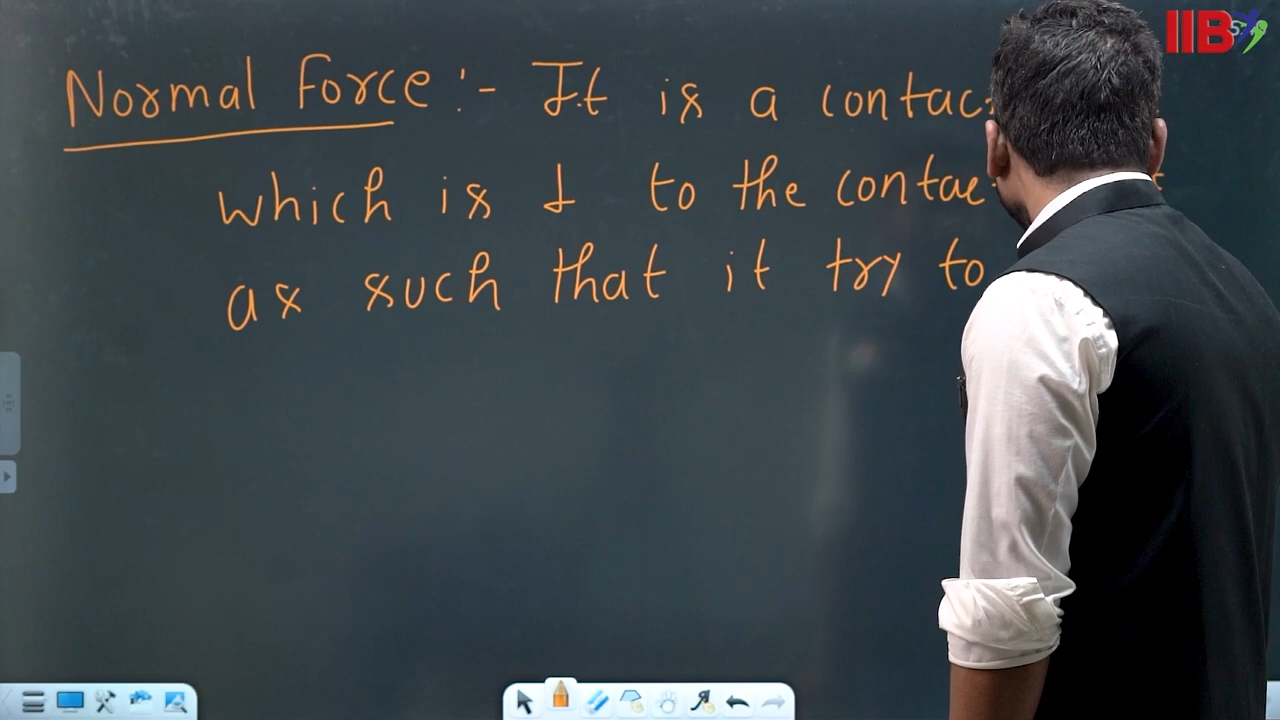 IIB
Normal Force :- It is a contac
which is ⊥ to the contac
as such that it try to